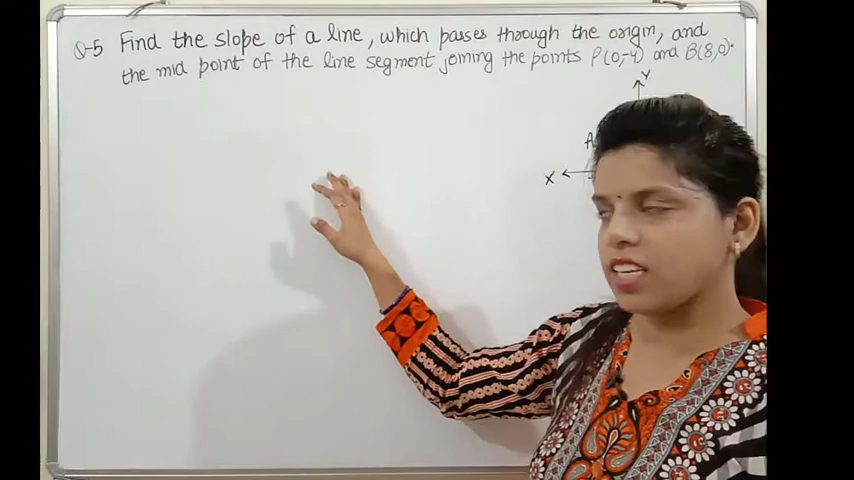 Q-5 Find the slope of a line, which passes through the origin, and
the mid point of the line segment joining the points P(0,-4) and B(8,0).
Y
A
X